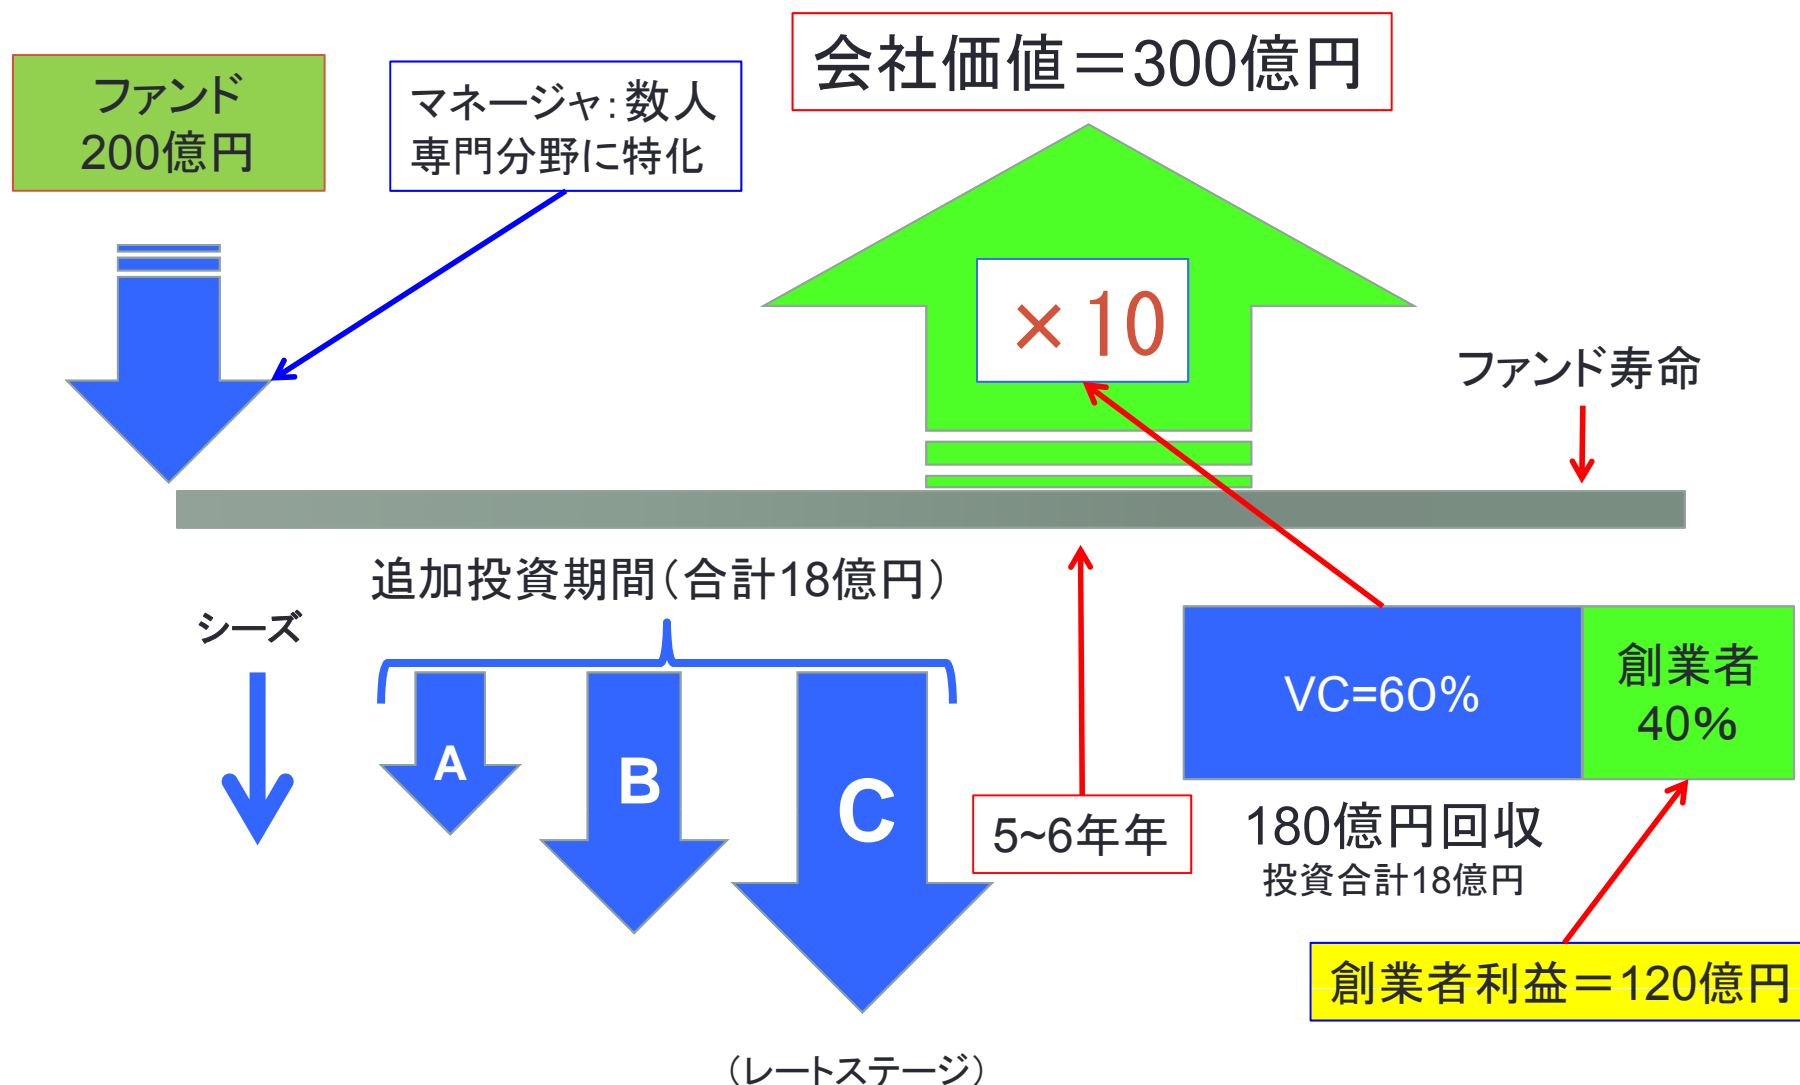 ファンド
200億円
マネージャ：数人
専門分野に特化
会社価値＝300億円
×10
ファンド寿命
追加投資期間（合計18億円）
シーズ
A
B
C
5~6年年
VC=60%
創業者
40%
180億円回収
投資合計18億円
創業者利益＝120億円
（レートステージ）